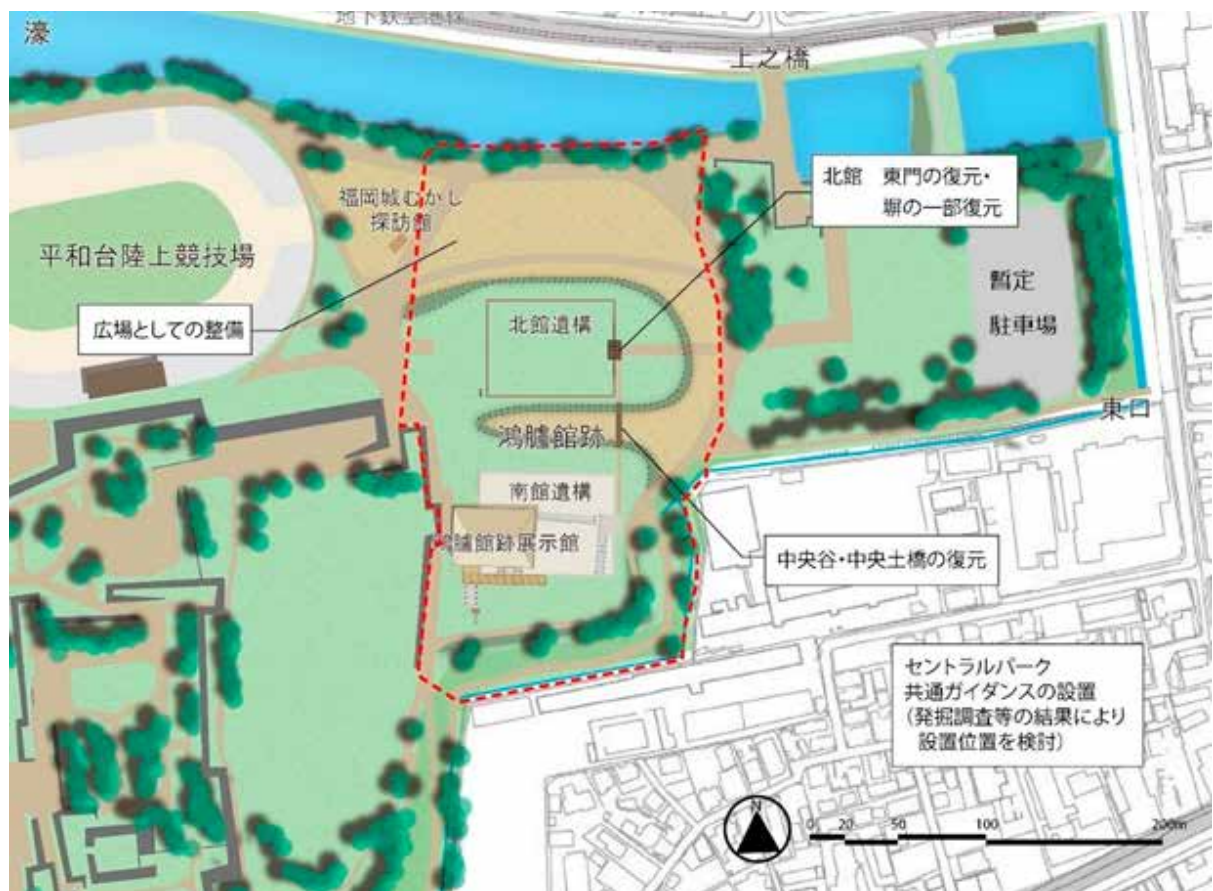 濠
地下鉄空港線
上之橋
北館 東門の復元・
塀の一部復元
福岡城むかし
探訪館
平和台陸上競技場
広場としての整備
北館遺構
暫定
駐車場
東口
鴻臚館跡
南館遺構
鴻臚館跡展示館
中央谷・中央土橋の復元
セントラルパーク
共通ガイダンスの設置
(発掘調査等の結果により
設置位置を検討)
N
0 20 50 100 200m